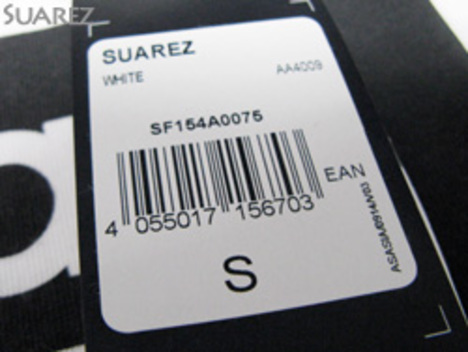 SUAREZ
SUAREZ
WHITE AA4009
SF154A0075
4 055017 156703 EAN
S
a